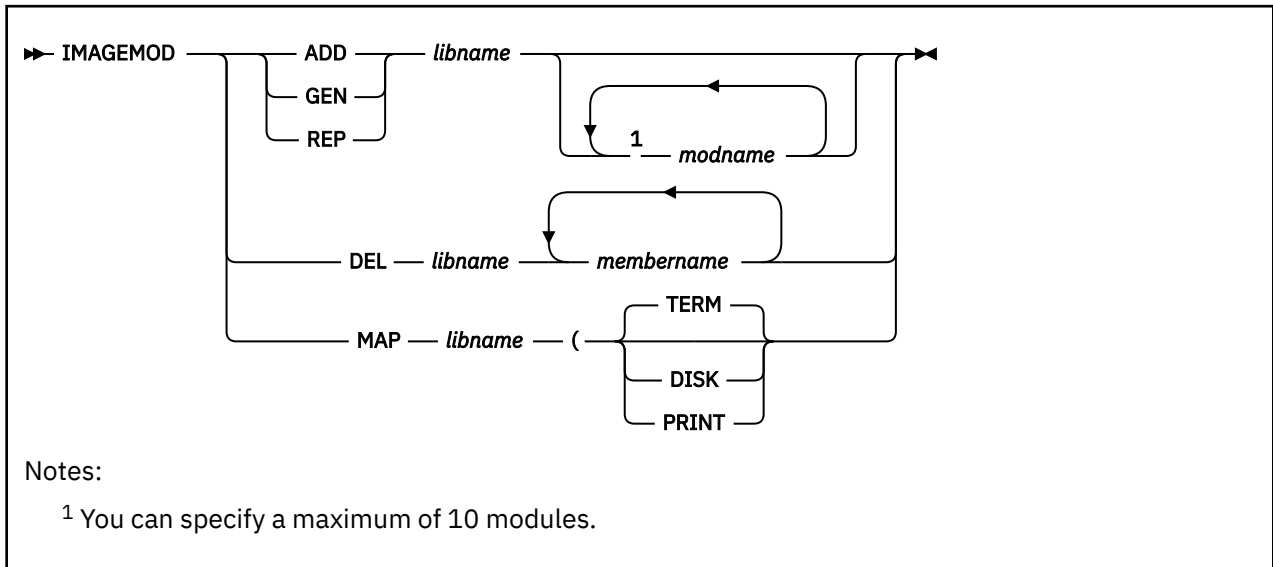 IMAGEMOD ADD libname
GEN
REP
1 modname
DEL libname membername
TERM
MAP libname (
DISK
PRINT
Notes:
1 You can specify a maximum of 10 modules.